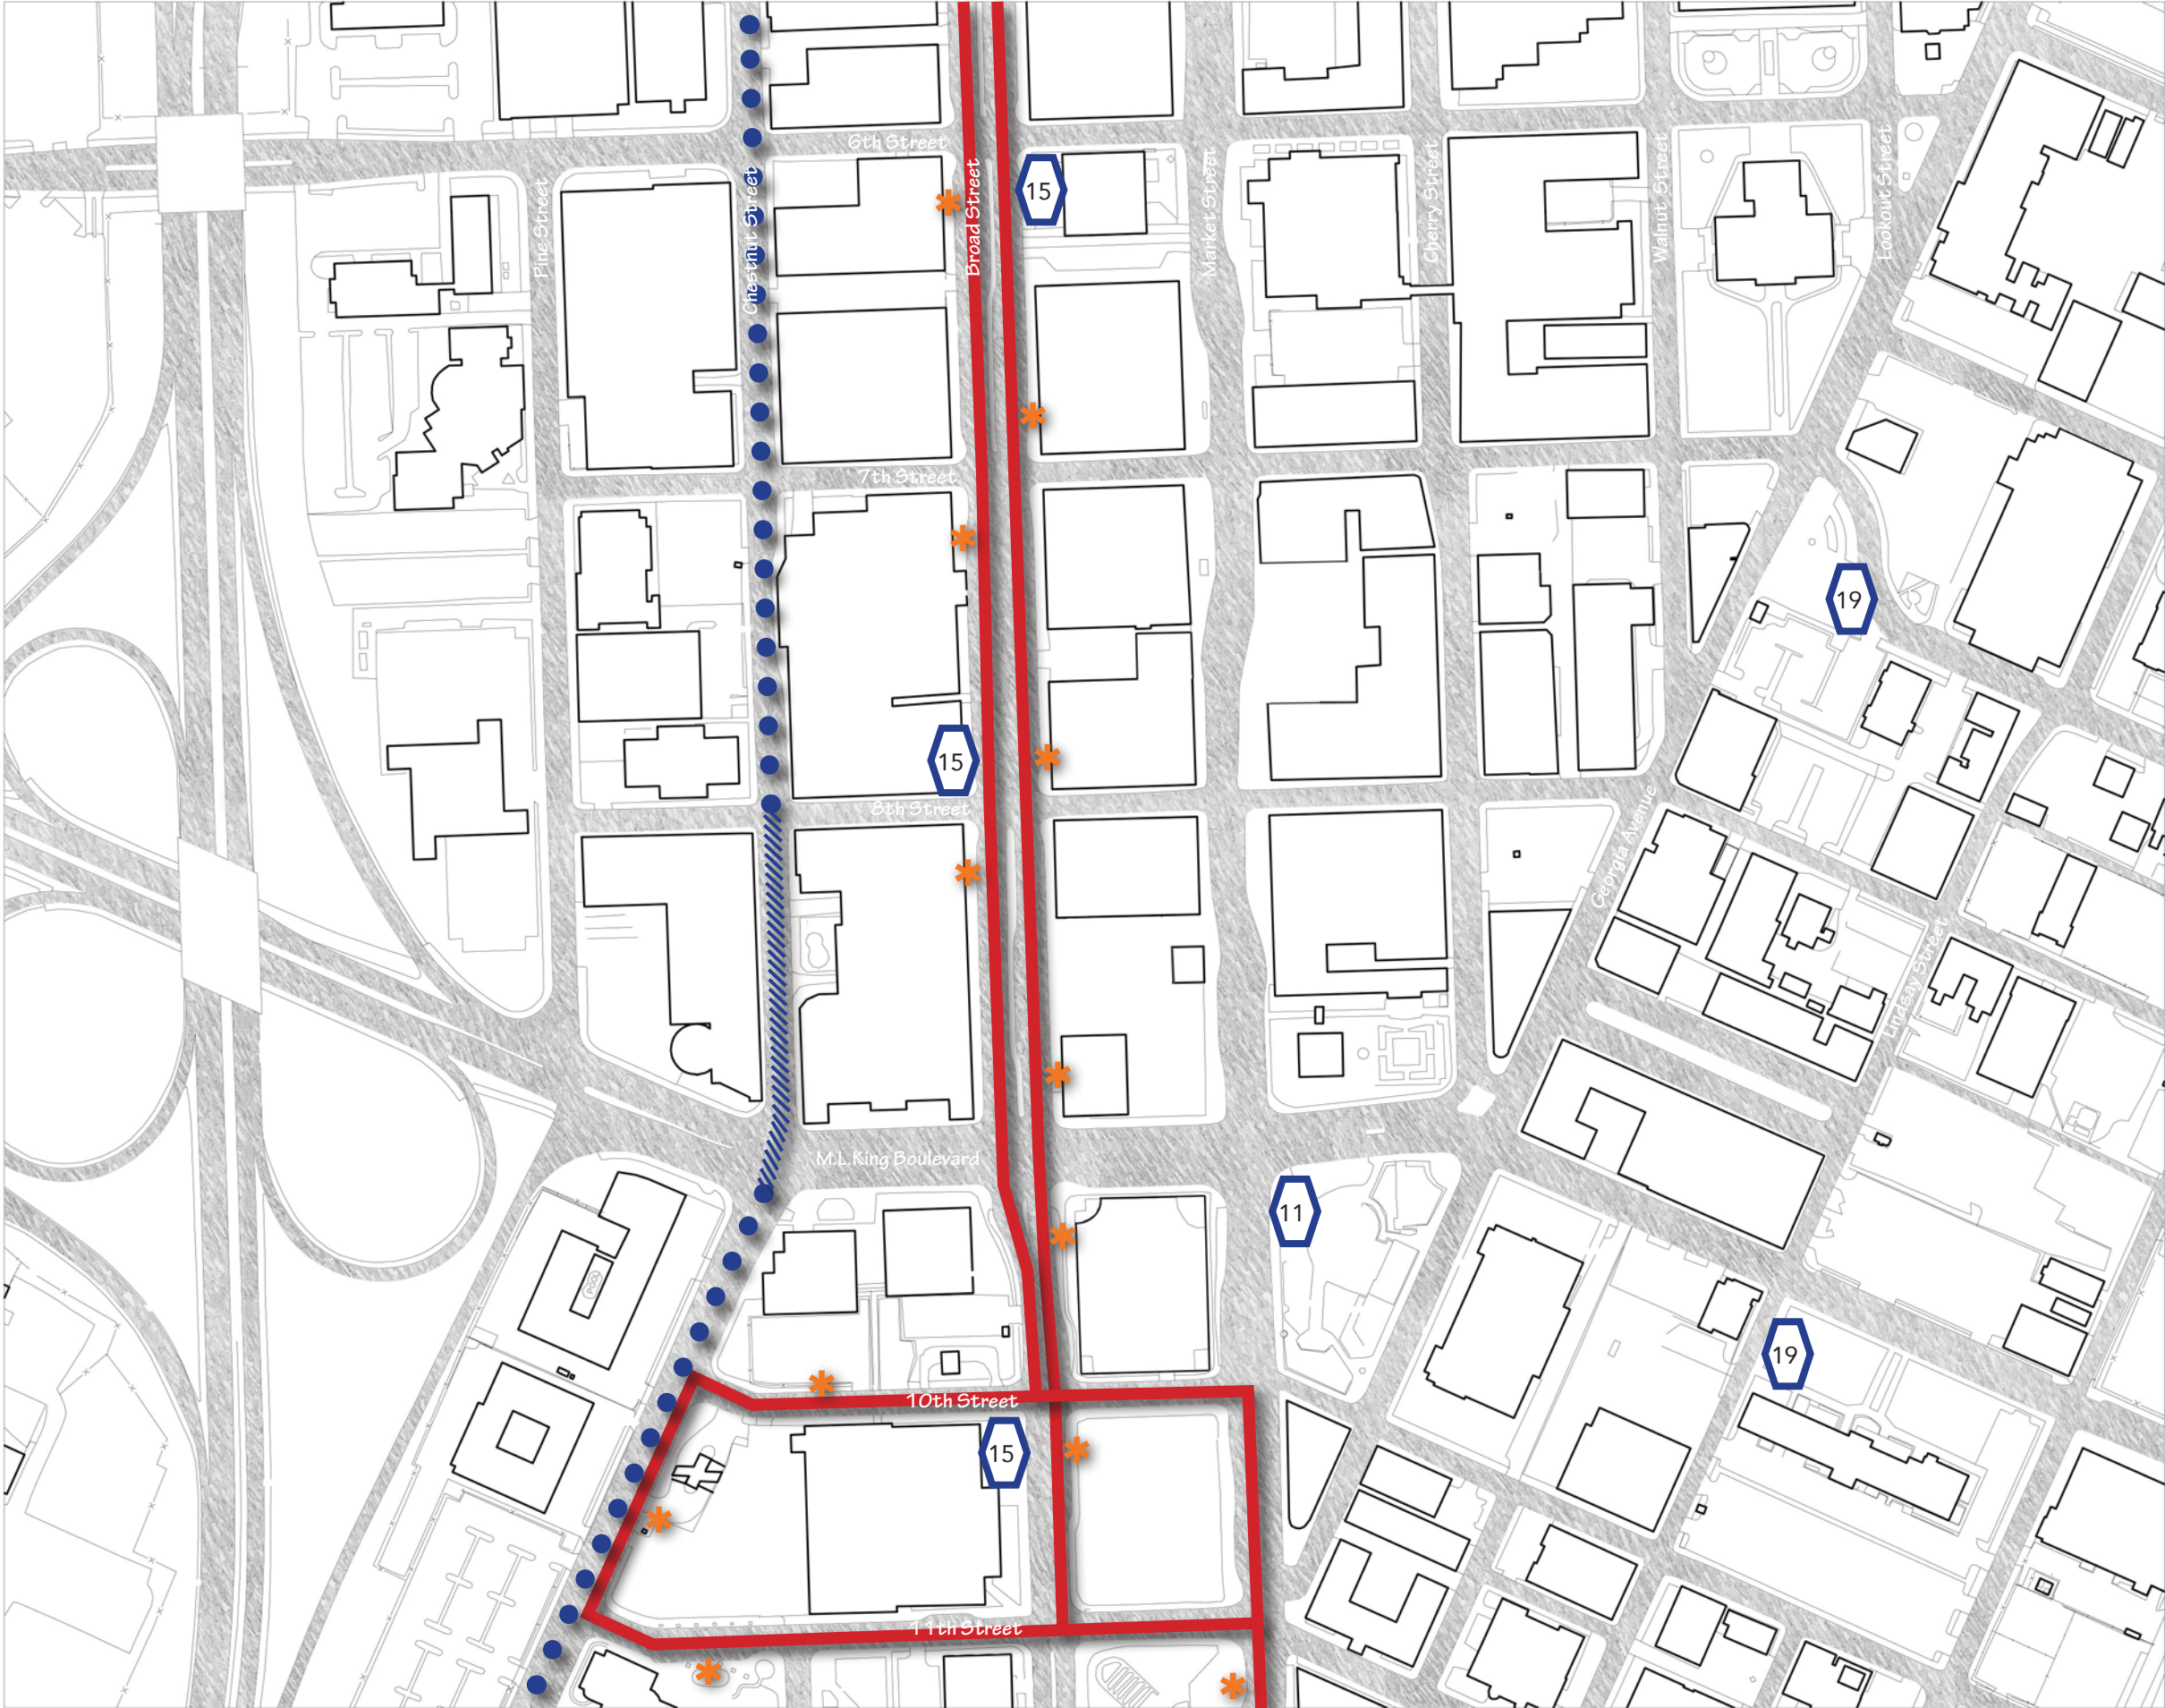 6th Street
Pine Street
Chestnut Street
Broad Street
15
Market Street
Cherry Street
Walnut Street
Lookout Street
7th Street
19
15
8th Street
Georgia Avenue
Lindsay Street
M.L.King Boulevard
11
POOL
19
10th Street
15
11th Street